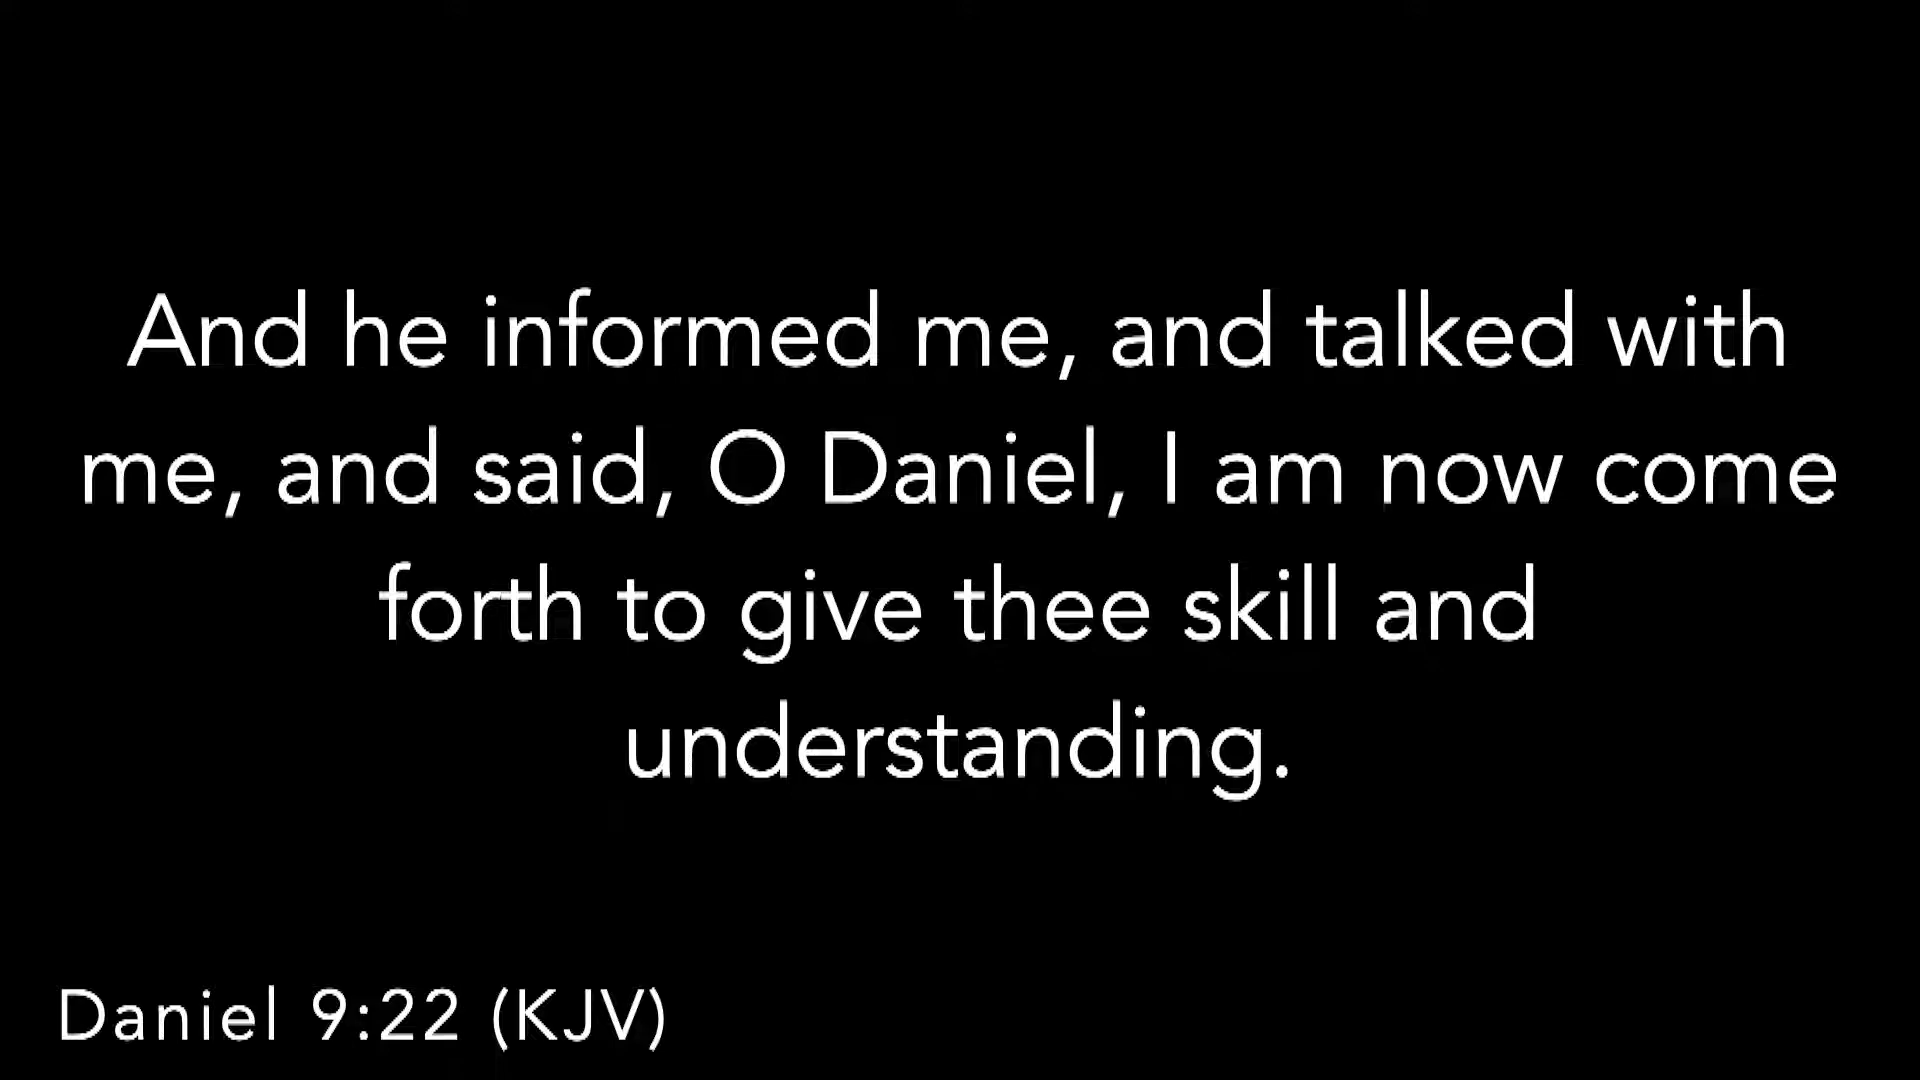 And he informed me, and talked with
me, and said, O Daniel, I am now come
forth to give thee skill and
understanding.
Daniel 9:22 (KJV)